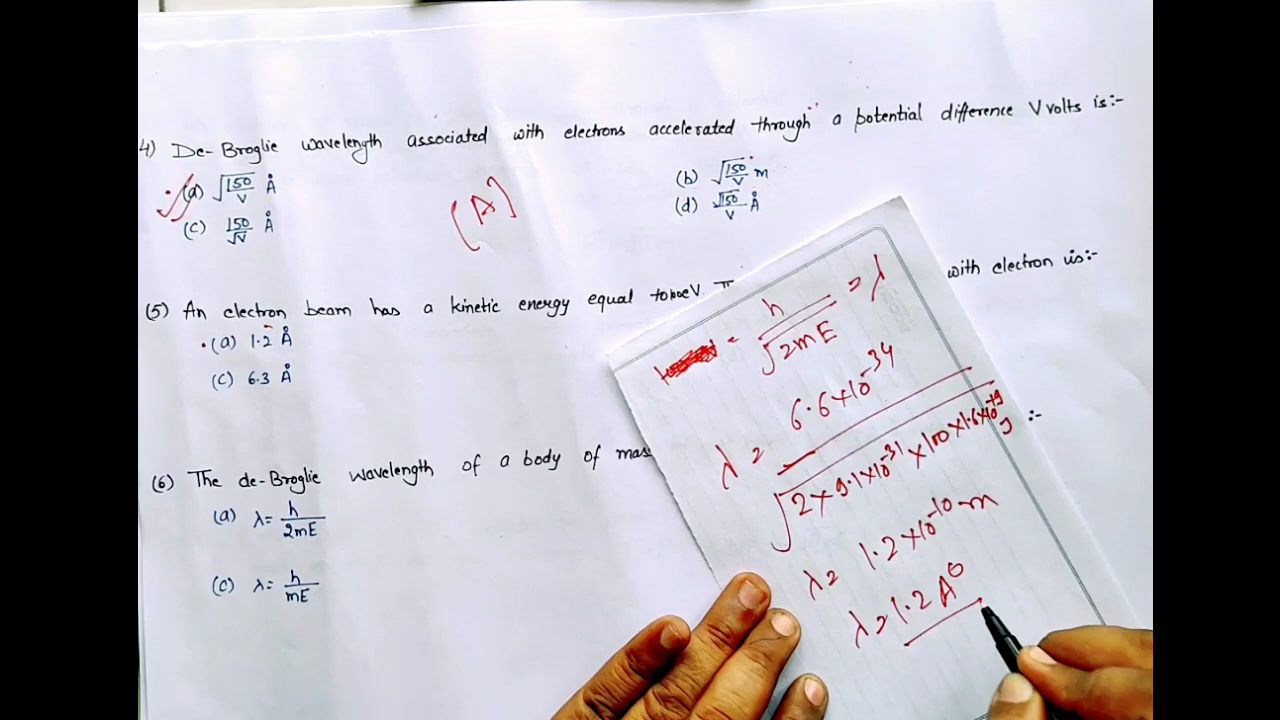 4) De-Broglie wavelength associated with electrons accelerated through a potential difference V volts is:-
(a) √150/V Å (b) √150/V m
(c) 150/√V Å (d) √150/V Å
(A)
(5) An electron beam has a kinetic energy equal to 100eV. with electron is:-
(a) 1.2 Å
(c) 6.3 Å
(6) The de-Broglie wavelength of a body of mass :-
(a) λ= h/2mE
(c) λ= h/mE
= h/√2mE = λ
λ = 6.6×10-34/√2×9.1×10-31×100×1.6×10-19 J
λ= 1.2×10-10 m
λ= 1.2 A0